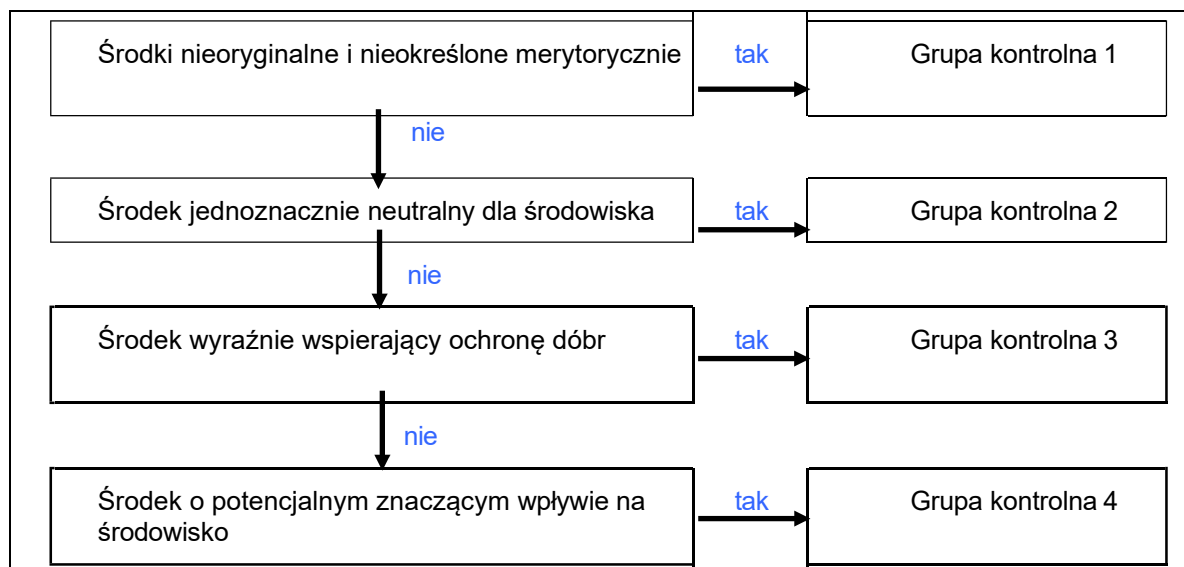 Środki nieoryginalne i nieokreślone merytorycznie
tak
Grupa kontrolna 1
nie
Środek jednoznacznie neutralny dla środowiska
tak
Grupa kontrolna 2
nie
Środek wyraźnie wspierający ochronę dóbr
tak
Grupa kontrolna 3
nie
Środek o potencjalnym znaczącym wpływie na
środowisko
tak
Grupa kontrolna 4